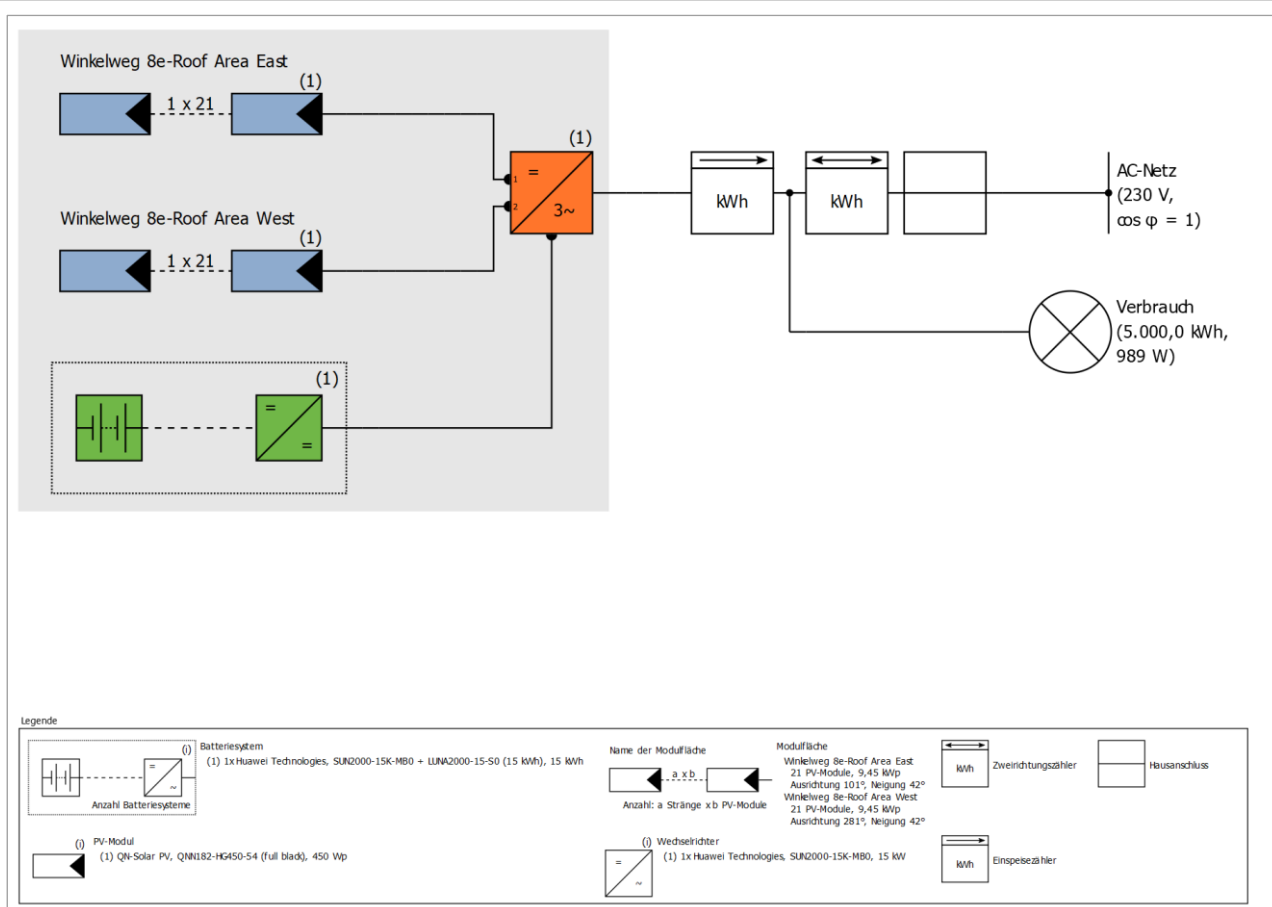 Winkelweg 8e-Roof Area East
(1)
1 x 21
(1)
=
3~
1
2
Winkelweg 8e-Roof Area West
(1)
1 x 21
(1)
=
=
kWh
kWh
AC-Netz
(230 V,
cos φ = 1)
Verbrauch
(5.000,0 kWh,
989 W)
Legende
(i)
=
~
Anzahl Batteriesysteme
Batteriesystem
(1) 1x Huawei Technologies, SUN2000-15K-MB0 + LUNA2000-15-S0 (15 kWh), 15 kWh
(i)
PV-Modul
(1) QN-Solar PV, QNN182-HG450-54 (full black), 450 Wp
Name der Modulfläche
a x b
Anzahl: a Stränge x b PV-Module
Modulfläche
Winkelweg 8e-Roof Area East
21 PV-Module, 9,45 kWp
Ausrichtung 101°, Neigung 42°
Winkelweg 8e-Roof Area West
21 PV-Module, 9,45 kWp
Ausrichtung 281°, Neigung 42°
(i) Wechselrichter
=
~
(1) 1x Huawei Technologies, SUN2000-15K-MB0, 15 kW
kWh
Zweirichtungszähler
Hausanschluss
kWh
Einspeisezähler